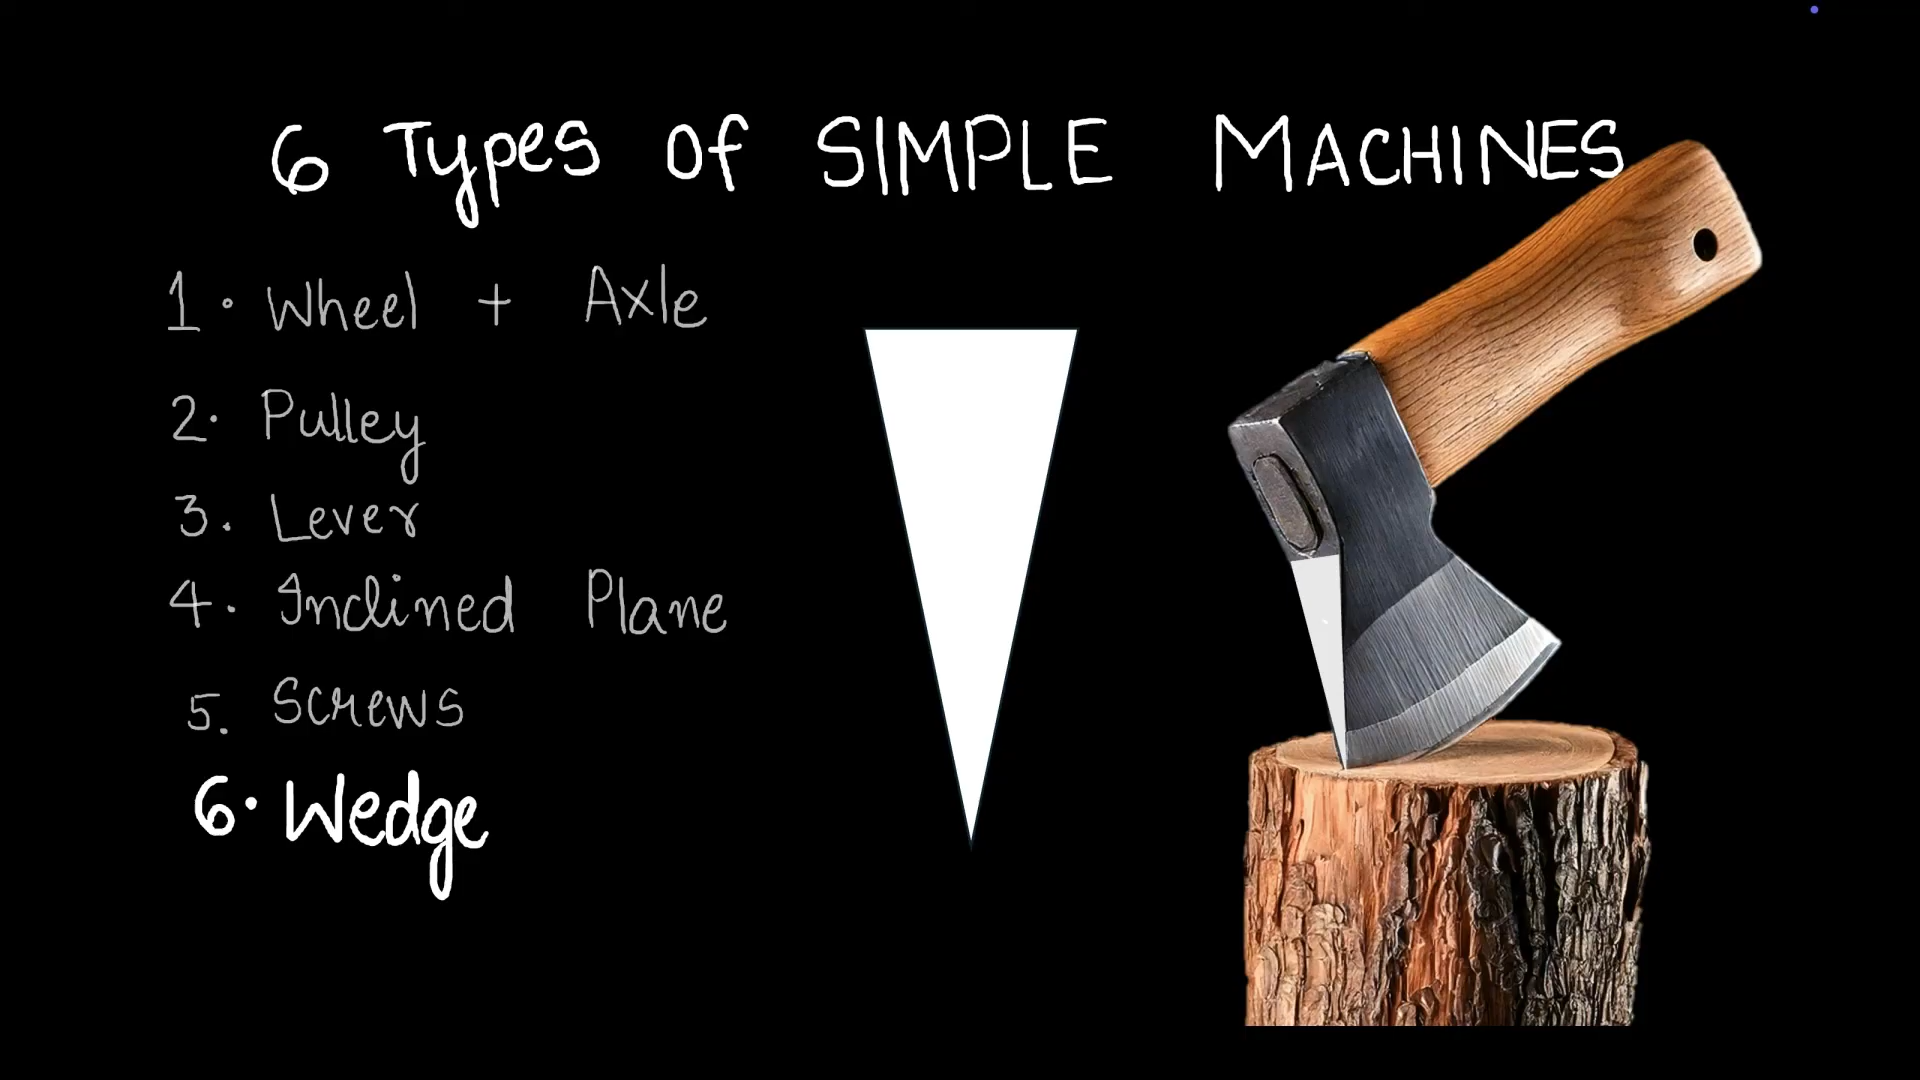 6 Types Of SIMPLE MACHINES
1. Wheel + Axle
2. Pulley
3. Lever
4. Inclined Plane
5. Screws
6. Wedge